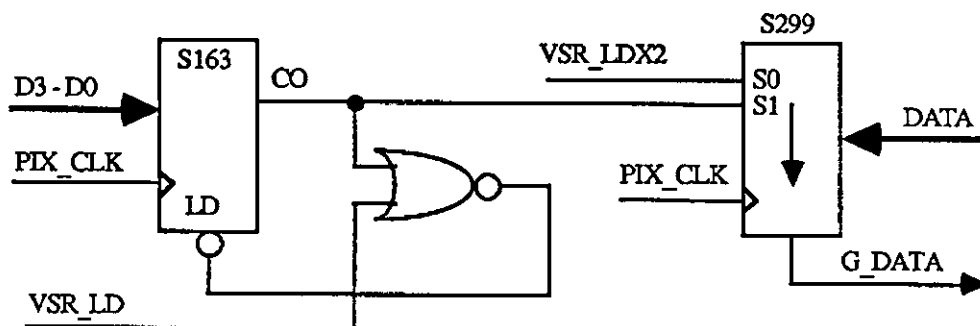 S299
S163
VSR_LDX2
D3 - D0
CO
S0
S1
DATA
PIX_CLK
PIX_CLK
LD
G_DATA
VSR_LD